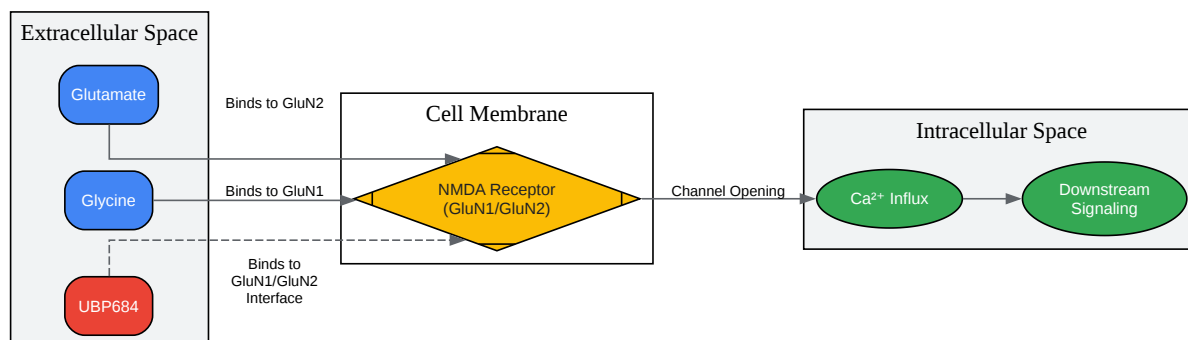 Extracellular Space
Glutamate
Glycine
UBP684
Binds to GluN2
Binds to GluN1
Binds to
GluN1/GluN2
Interface
Cell Membrane
NMDA Receptor
(GluN1/GluN2)
Channel Opening
Intracellular Space
Ca²⁺ Influx
Downstream
Signaling